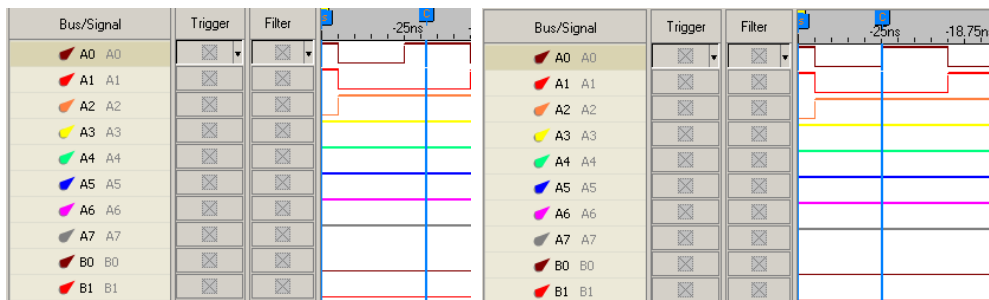 Bus/Signal Trigger Filter -25ns C
A0 A0
A1 A1
A2 A2
A3 A3
A4 A4
A5 A5
A6 A6
A7 A7
B0 B0
B1 B1
Bus/Signal Trigger Filter C -25ns -18.75n
A0 A0
A1 A1
A2 A2
A3 A3
A4 A4
A5 A5
A6 A6
A7 A7
B0 B0
B1 B1